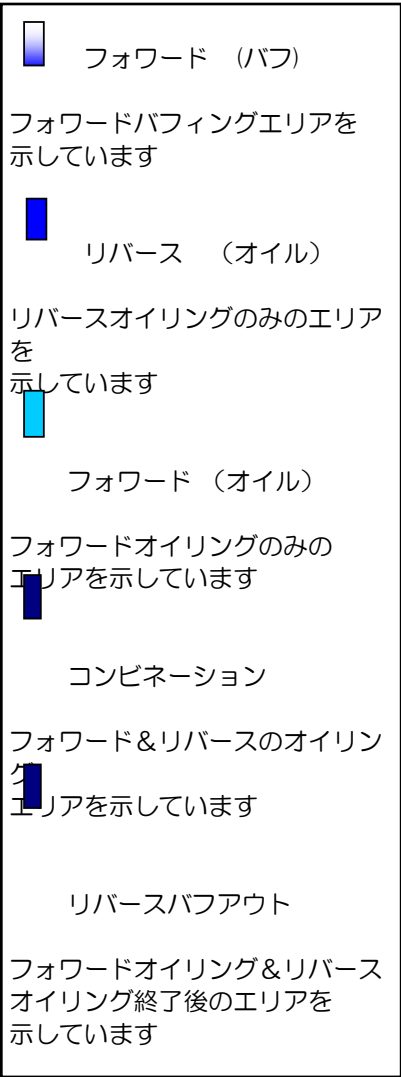 フォワード　(バフ)
フォワードバフィングエリアを
示しています
リバース　（オイル）
リバースオイリングのみのエリア
を
示しています
フォワード （オイル）
フォワードオイリングのみの
エリアを示しています
コンビネーション
フォワード＆リバースのオイリン
グ
エリアを示しています
リバースバフアウト
フォワードオイリング＆リバース
オイリング終了後のエリアを
示しています